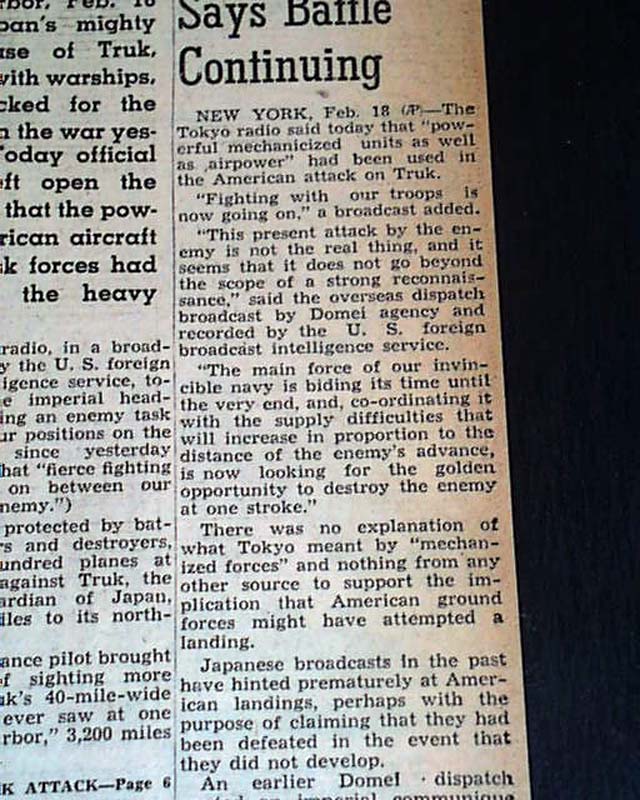 rbor, Feb. 18
pan's mighty
ase of Truk,
with warships,
cked for the
n the war yes-
Today official
eft open the
that the pow-
rican aircraft
sk forces had
the heavy
radio, in a broad-
y the U. S. foreign
ligence service, to-
e imperial head-
ing an enemy task
ur positions on the
since yesterday
hat "fierce fighting
on between our
nemy.")
protected by bat-
rs and destroyers,
undred planes at
against Truk, the
ardian of Japan,
iles to its north-
ance pilot brought
f sighting more
uk's 40-mile-wide
ever saw at one
rbor," 3,200 miles
K ATTACK—Page 6
Says Battle
Continuing
NEW YORK, Feb. 18 (AP)—The
Tokyo radio said today that "pow-
erful mechanicized units as well
as airpower" had been used in
the American attack on Truk.
"Fighting with our troops is
now going on," a broadcast added.
"This present attack by the en-
emy is not the real thing, and it
seems that it does not go beyond
the scope of a strong reconnais-
sance," said the overseas dispatch
broadcast by Domei agency and
recorded by the U. S. foreign
broadcast intelligence service.
"The main force of our invin-
cible navy is biding its time until
the very end, and, co-ordinating it
with the supply difficulties that
will increase in proportion to the
distance of the enemy's advance,
is now looking for the golden
opportunity to destroy the enemy
at one stroke."
There was no explanation of
what Tokyo meant by "mechan-
ized forces" and nothing from any
other source to support the im-
plication that American ground
forces might have attempted a
landing.
Japanese broadcasts in the past
have hinted prematurely at Amer-
ican landings, perhaps with the
purpose of claiming that they had
been defeated in the event that
they did not develop.
An earlier Domei dispatch
an imperial communique